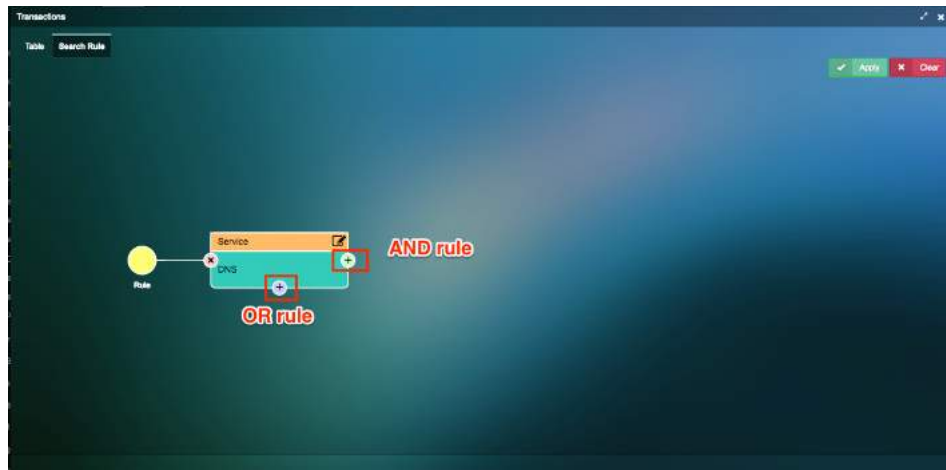 Transactions
Table Search Rule
Apply Clear
Service
DNS
AND rule
Rule
OR rule